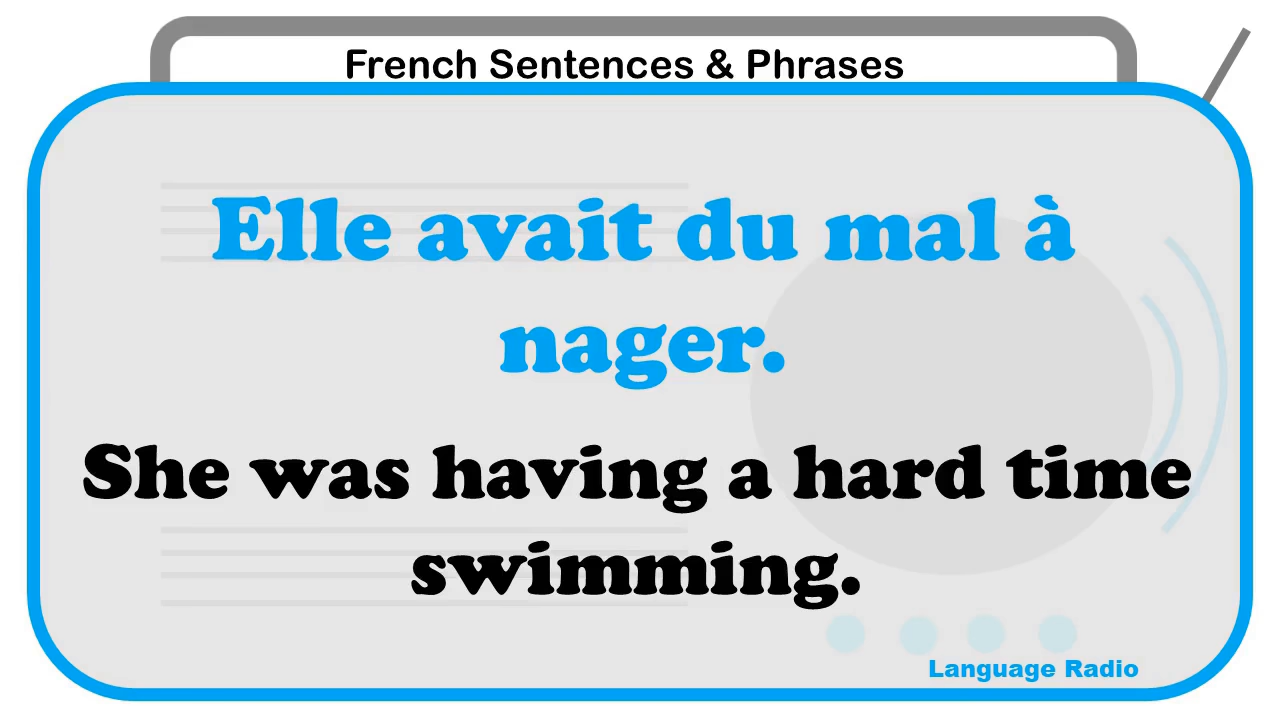 French Sentences & Phrases
Elle avait du mal à
nager.
She was having a hard time
swimming.
Language Radio